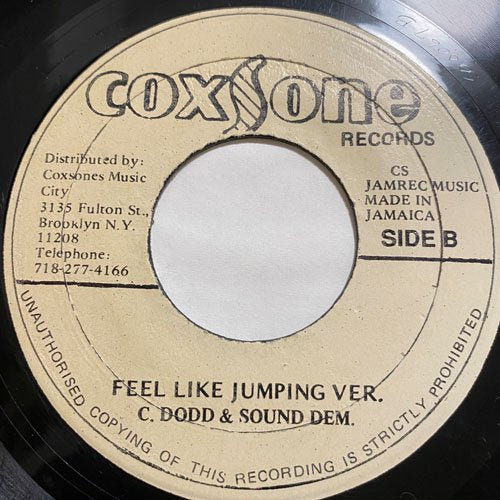 coxsone
RECORDS
Distributed by:
Coxsones Music
City
3135 Fulton St.,
Brooklyn N.Y.
11208
Telephone:
718-277-4166
CS
JAMREC MUSIC
MADE IN
JAMAICA
SIDE B
FEEL LIKE JUMPING VER.
C. DODD & SOUND DEM.
UNAUTHORISED COPYING OF THIS RECORDING IS STRICTLY PROHIBITED